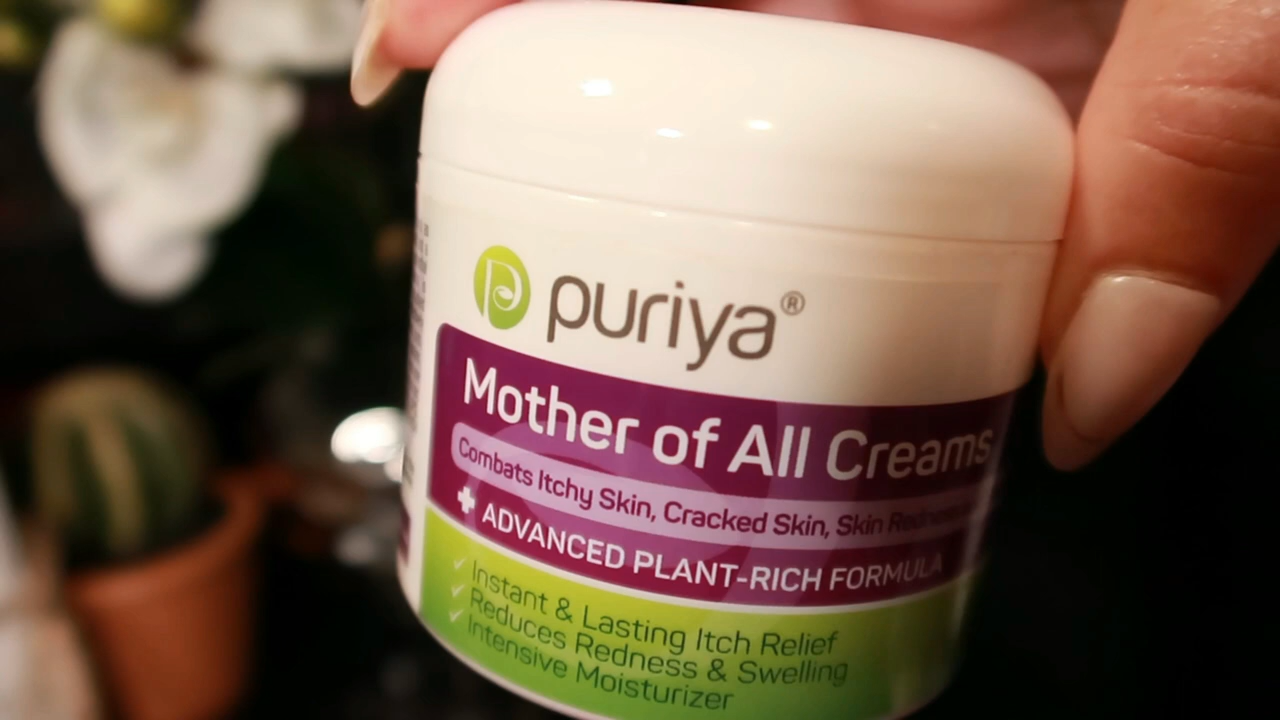 puriya®
Mother of All Creams
Combats Itchy Skin, Cracked Skin, Skin Redness
+ ADVANCED PLANT-RICH FORMULA
✓ Instant & Lasting Itch Relief
✓ Reduces Redness & Swelling
✓ Intensive Moisturizer